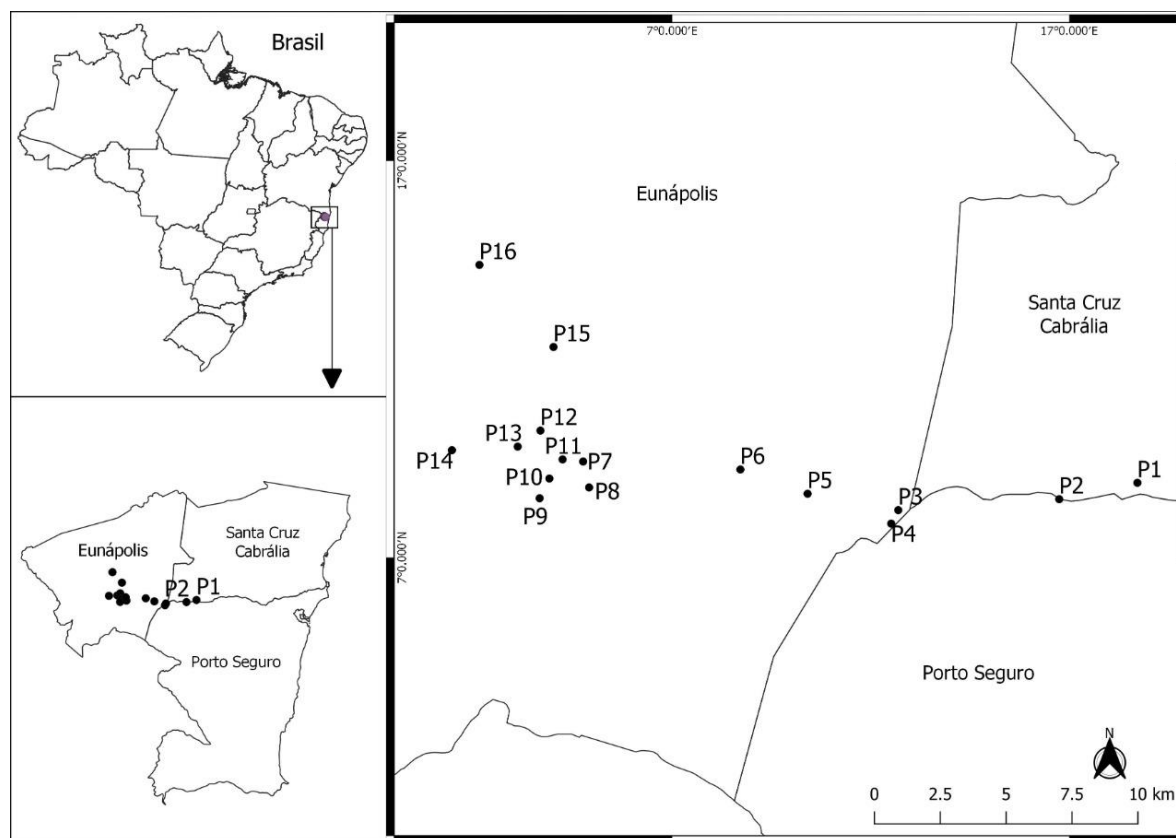 Brasil
7°0.000'E
17°0.000'E
17°0.000'N
Eunápolis
P16
Santa Cruz
Cabrália
P15
P12
P13
P11
P14
P7
P6
P10
P8
P5
P1
P9
P2
P3
P4
7°0.000'N
Santa Cruz
Cabrália
Eunápolis
P2
P1
Porto Seguro
Porto Seguro
N
0 2.5 5 7.5 10 km